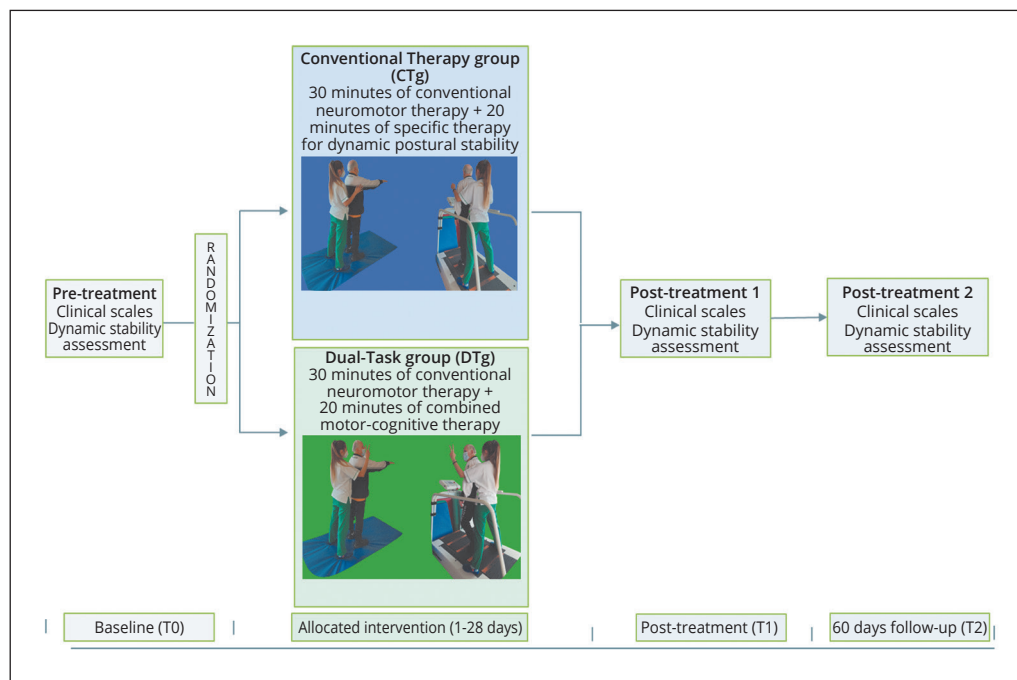 Pre-treatment
Clinical scales
Dynamic stability
assessment
RANDOMIZATION
Conventional Therapy group
(CTg)
30 minutes of conventional
neuromotor therapy + 20
minutes of specific therapy
for dynamic postural stability
Dual-Task group (DTg)
30 minutes of conventional
neuromotor therapy +
20 minutes of combined
motor-cognitive therapy
Post-treatment 1
Clinical scales
Dynamic stability
assessment
Post-treatment 2
Clinical scales
Dynamic stability
assessment
Baseline (T0)
Allocated intervention (1-28 days)
Post-treatment (T1)
60 days follow-up (T2)